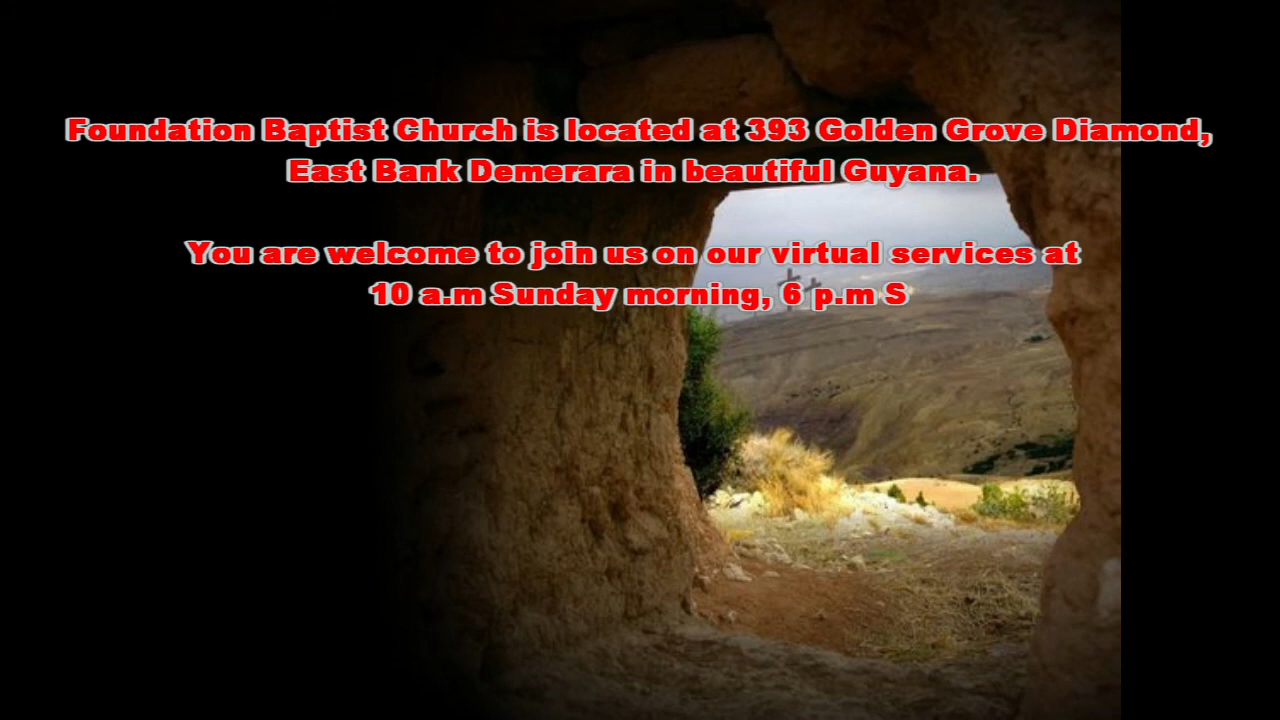 Foundation Baptist Church is located at 393 Golden Grove Diamond,
East Bank Demerara in beautiful Guyana.
You are welcome to join us on our virtual services at
10 a.m Sunday morning, 6 p.m S